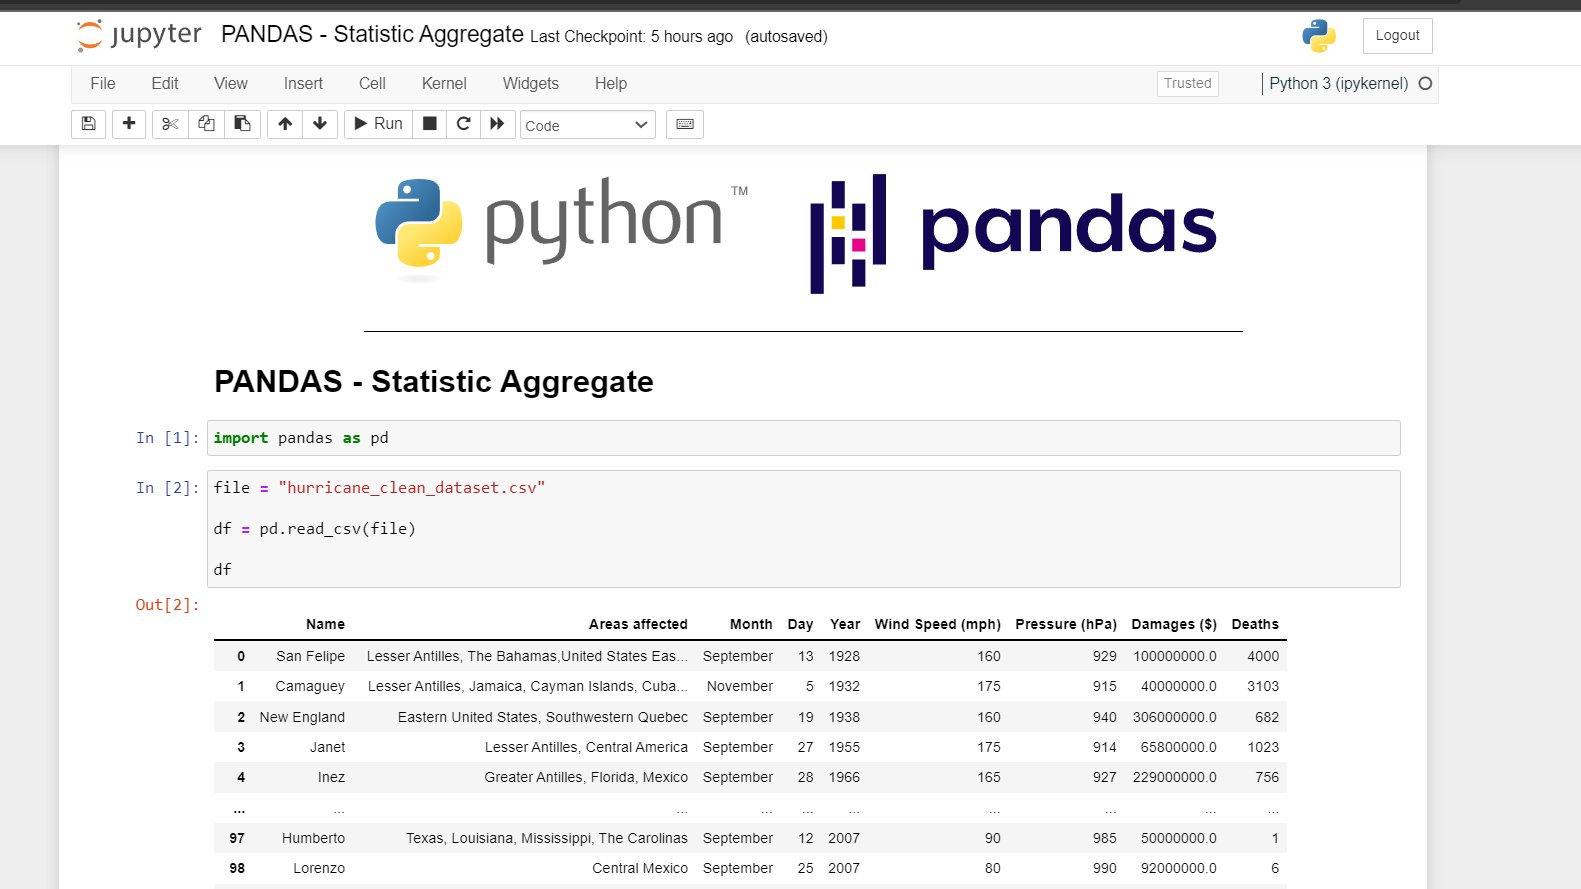 jupyter PANDAS - Statistic Aggregate Last Checkpoint: 5 hours ago (autosaved) Logout
File Edit View Insert Cell Kernel Widgets Help Trusted Python 3 (ipykernel)
Run Code
python TM pandas
PANDAS - Statistic Aggregate
In [1]: import pandas as pd
In [2]: file = "hurricane_clean_dataset.csv"
df = pd.read_csv(file)
df
Out[2]:
Name Areas affected Month Day Year Wind Speed (mph) Pressure (hPa) Damages ($) Deaths
0 San Felipe Lesser Antilles, The Bahamas,United States Eas... September 13 1928 160 929 100000000.0 4000
1 Camaguey Lesser Antilles, Jamaica, Cayman Islands, Cuba... November 5 1932 175 915 40000000.0 3103
2 New England Eastern United States, Southwestern Quebec September 19 1938 160 940 306000000.0 682
3 Janet Lesser Antilles, Central America September 27 1955 175 914 65800000.0 1023
4 Inez Greater Antilles, Florida, Mexico September 28 1966 165 927 229000000.0 756
... ... ... ... ... ... ... ... ... ...
97 Humberto Texas, Louisiana, Mississippi, The Carolinas September 12 2007 90 985 50000000.0 1
98 Lorenzo Central Mexico September 25 2007 80 990 92000000.0 6